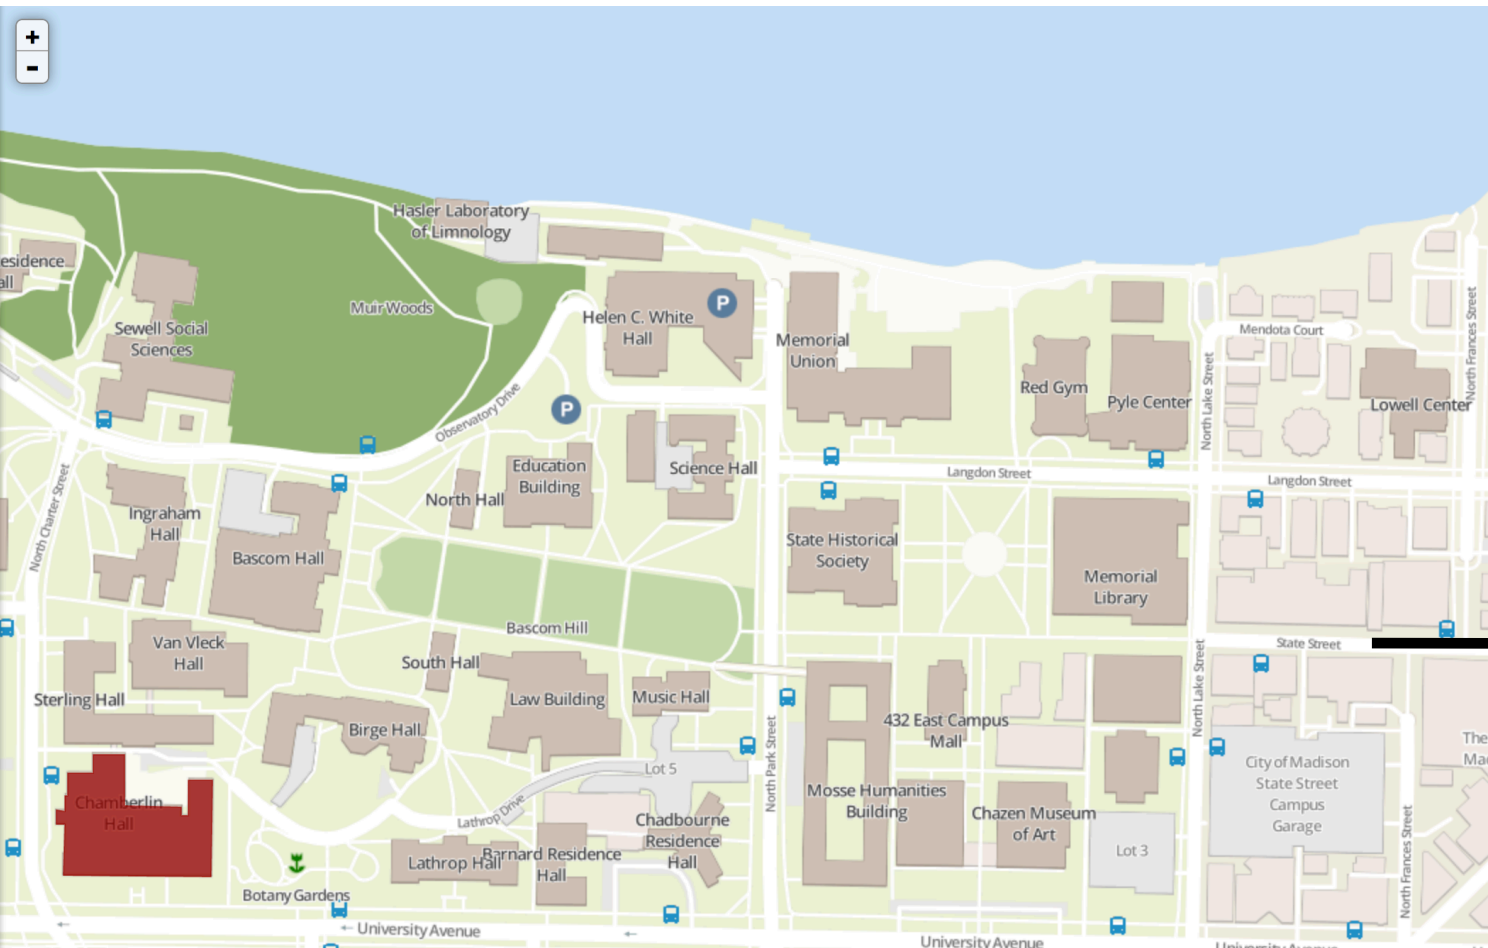 +
-
Hasler Laboratory
of Limnology
esidence
all
Muir Woods
Sewell Social
Sciences
Helen C. White
Hall
P
Memorial
Union
Mendota Court
North Frances Street
Red Gym
Pyle Center
North Lake Street
Lowell Center
P
Observatory Drive
Education
Building
Science Hall
Langdon Street
Langdon Street
North Hall
North Charter Street
Ingraham
Hall
Bascom Hall
State Historical
Society
Memorial
Library
Bascom Hill
Van Vleck
Hall
South Hall
State Street
Sterling Hall
Law Building
Music Hall
North Lake Street
Birge Hall
432 East Campus
Mall
North Park Street
The
Ma
Lot 5
City of Madison
State Street
Campus
Garage
Chamberlin
Hall
Lathrop Drive
Mosse Humanities
Building
Chazen Museum
of Art
Chadbourne
Residence
Hall
Lot 3
Lathrop Hall
Barnard Residence
Hall
North Frances Street
Botany Gardens
← University Avenue
University Avenue
University Avenue